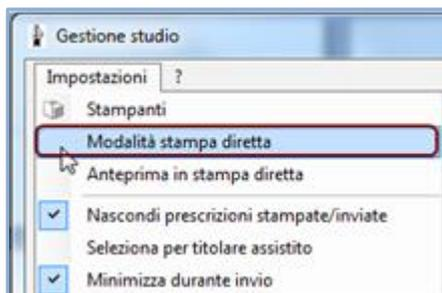 Gestione studio
Impostazioni ?
Stampanti
Modalità stampa diretta
Anteprima in stampa diretta
Nascondi prescrizioni stampate/inviate
Seleziona per titolare assistito
Minimizza durante invio